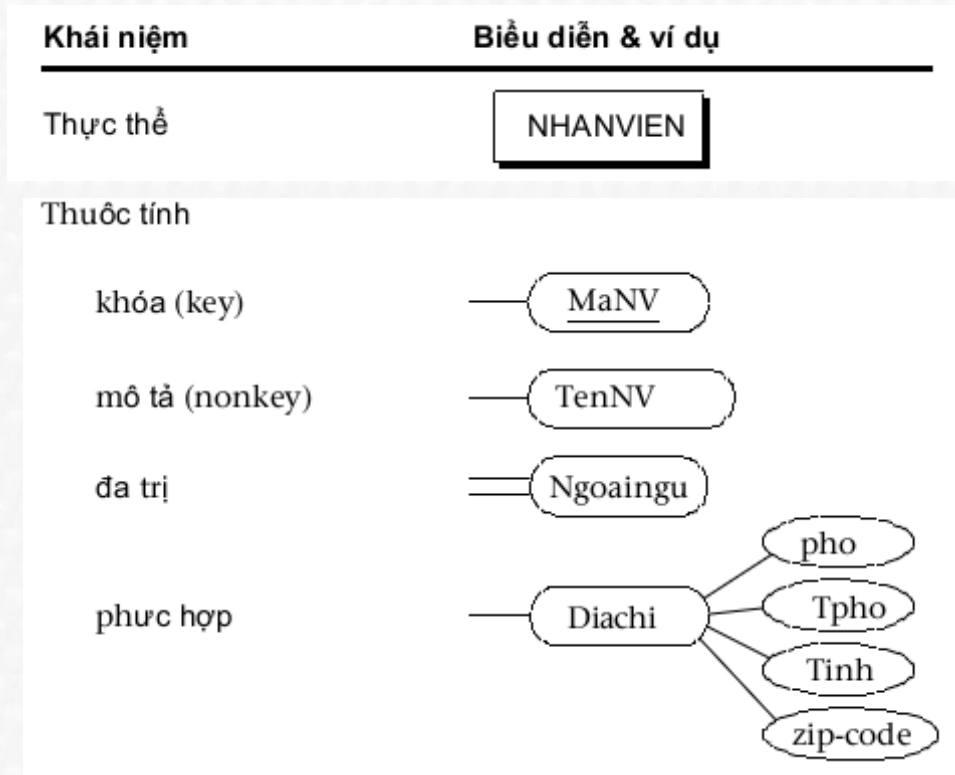 Khái niệm Biểu diễn & ví dụ
Thực thể NHANVIEN
Thuôc tính
khóa (key) MaNV
mô tả (nonkey) TenNV
đa trị Ngoaingu
pho
phưc hợp Diachi Tpho
Tinh
zip-code